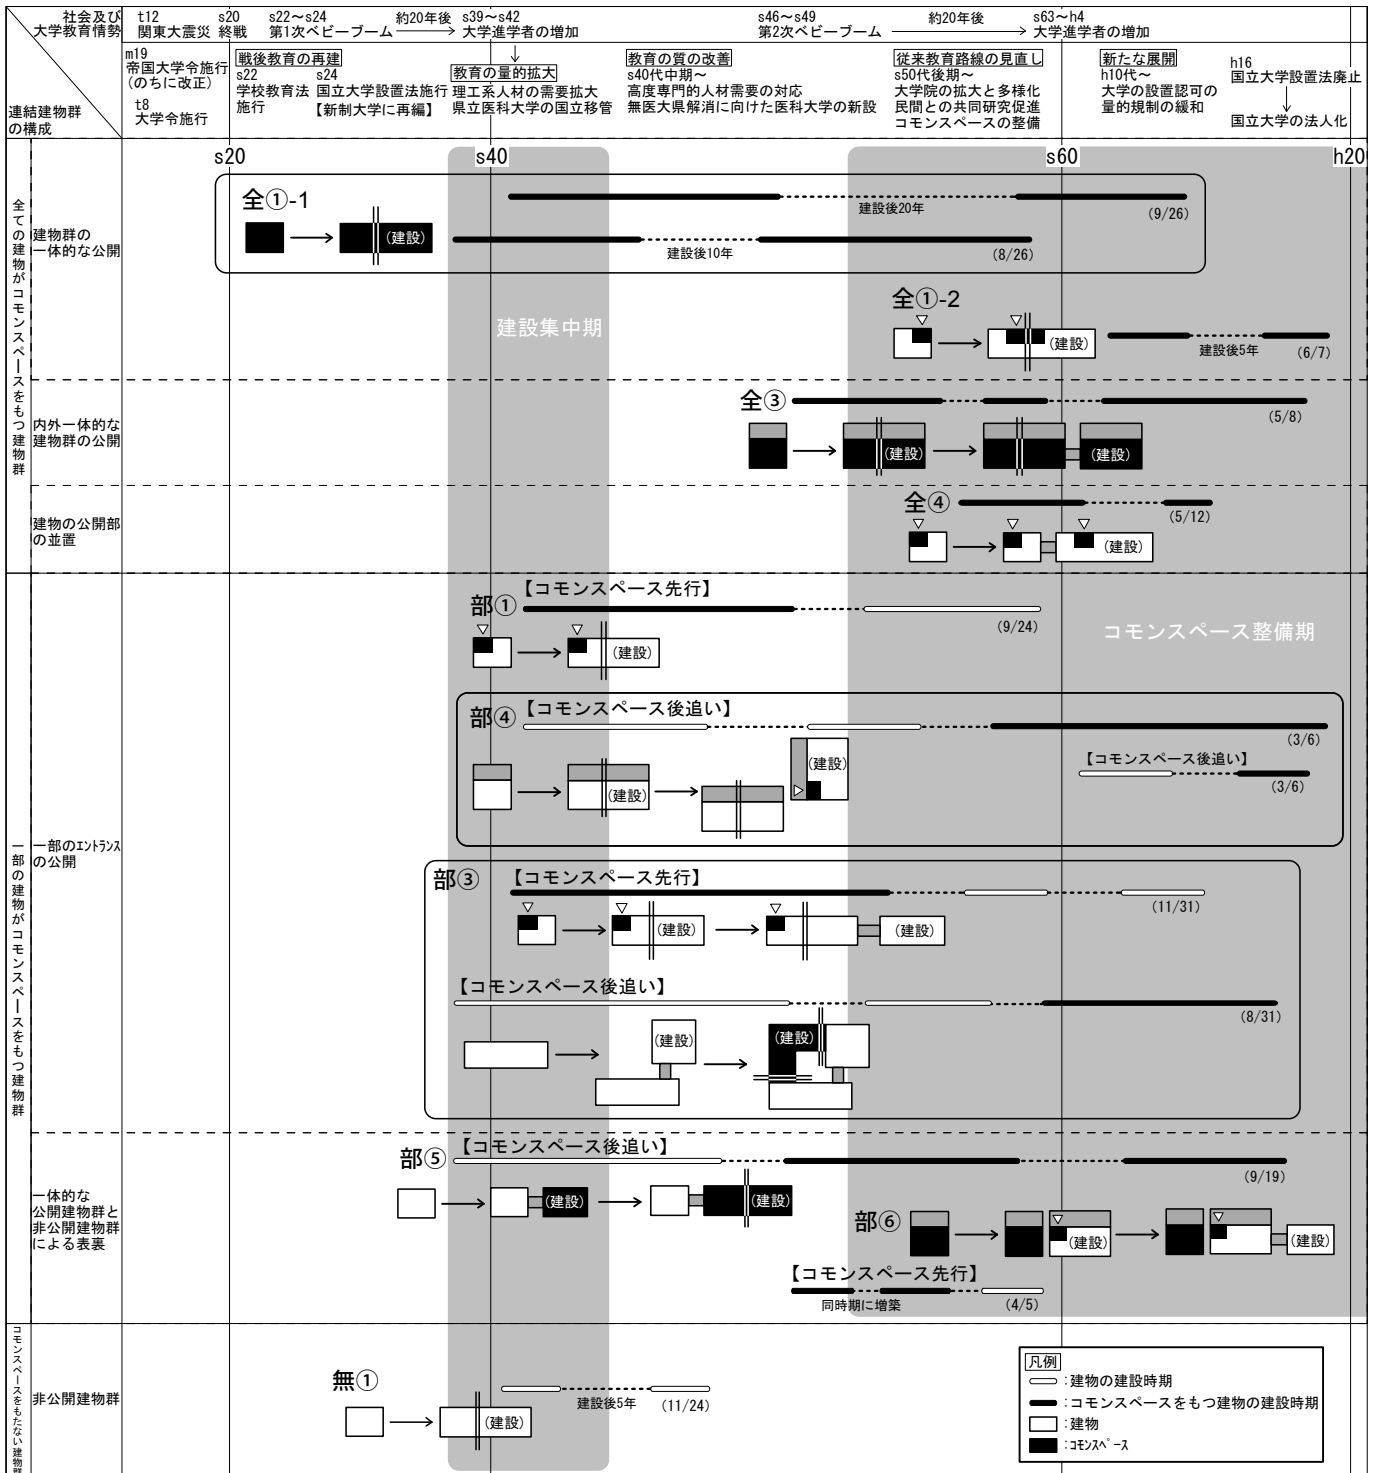 社会及び
大学教育情勢
連結建物群
の構成
t12
関東大震災
s20
終戦
s22～s24
第1次ベビーブーム
約20年後
s39～s42
大学進学者の増加
s46～s49
第2次ベビーブーム
約20年後
s63～h4
大学進学者の増加
m19
帝国大学令施行
(のちに改正)
t8
大学令施行
戦後教育の再建
s22
学校教育法
施行
s24
国立大学設置法施行
【新制大学に再編】
教育の量的拡大
理工系人材の需要拡大
県立医科大学の国立移管
教育の質の改善
s40代中期～
高度専門的人材需要の対応
無医大県解消に向けた医科大学の新設
従来教育路線の見直し
s50代後期～
大学院の拡大と多様化
民間との共同研究促進
コモンスペースの整備
新たな展開
h10代～
大学の設置認可の
量的規制の緩和
h16
国立大学設置法廃止
国立大学の法人化
s20
s40
s60
h20
全ての建物がコモンスペースをもつ建物群
建物群の
一体的な公開
全①-1
(建設)
建設後20年
(9/26)
建設後10年
(8/26)
建設集中期
全①-2
(建設)
建設後5年
(6/7)
内外一体的な
建物群の公開
全③
(5/8)
(建設)
(建設)
建物の公開部
の並置
全④
(5/12)
(建設)
一部の建物がコモンスペースをもつ建物群
一部のエントランス
の公開
部①
【コモンスペース先行】
(9/24)
(建設)
コモンスペース整備期
部④
【コモンスペース後追い】
(3/6)
(建設)
(建設)
【コモンスペース後追い】
(3/6)
部③
【コモンスペース先行】
(11/31)
(建設)
(建設)
【コモンスペース後追い】
(8/31)
(建設)
(建設)
一体的な
公開建物群と
非公開建物群
による表裏
部⑤
【コモンスペース後追い】
(9/19)
(建設)
(建設)
部⑥
(建設)
(建設)
【コモンスペース先行】
同時期に増築
(4/5)
コモンスペースをもたない建物群
非公開建物群
無①
建設後5年
(11/24)
(建設)
凡例
:建物の建設時期
:コモンスペースをもつ建物の建設時期
:建物
:コモンスペース